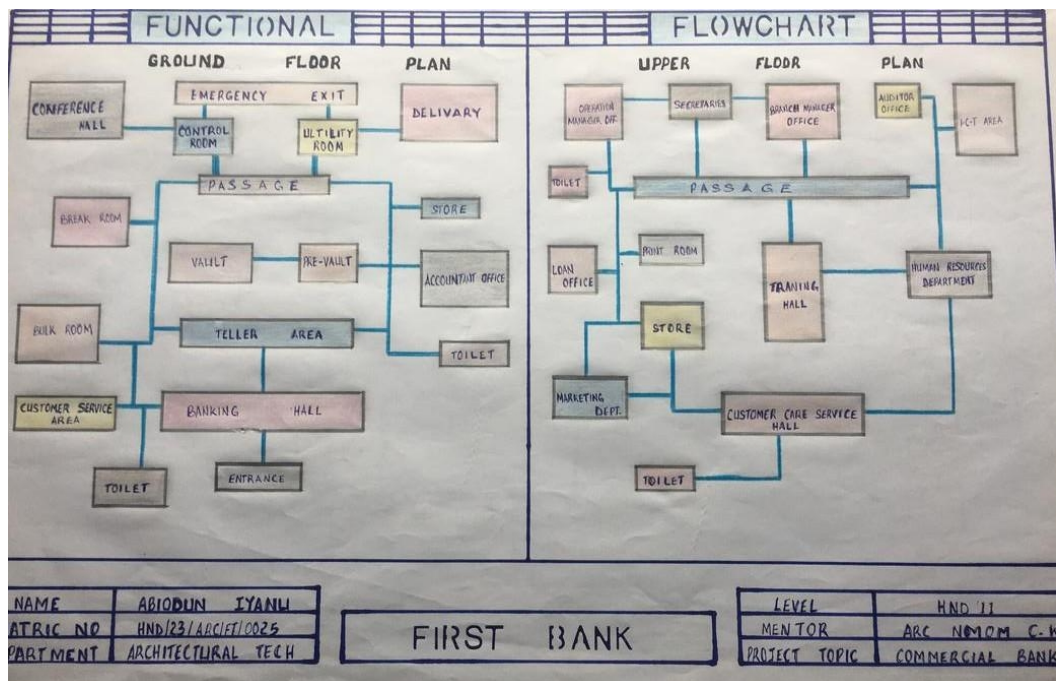 FUNCTIONAL FLOWCHART
GROUND FLOOR PLAN
CONFERENCE
HALL
EMERGENCY EXIT
CONTROL
ROOM
ULTILITY
ROOM
DELIVARY
PASSAGE
BREAK ROOM
STORE
VAULT
PRE-VAULT
ACCOUNTANT OFFICE
BULK ROOM
TELLER AREA
TOILET
CUSTOMER SERVICE
AREA
BANKING HALL
TOILET
ENTRANCE
UPPER FLOOR PLAN
OPERATION
MANAGER OFF.
SECRETARIES
BRANCH MANAGER
OFFICE
AUDITOR
OFFICE
I-C-T AREA
TOILET
PASSAGE
PRINT ROOM
LOAN
OFFICE
TRANING
HALL
HUMAN RESOURCES
DEPARTMENT
STORE
MARKETING
DEPT.
CUSTOMER CARE SERVICE
HALL
TOILET
NAME ABIODUN
ATRIC NO HND/23/ARC/FT/0025
PARTMENT ARCHITECTURAL TECH
FIRST BANK
LEVEL HND II
MENTOR ARC NMOM C.K
PROJECT TOPIC COMMERCIAL BANK